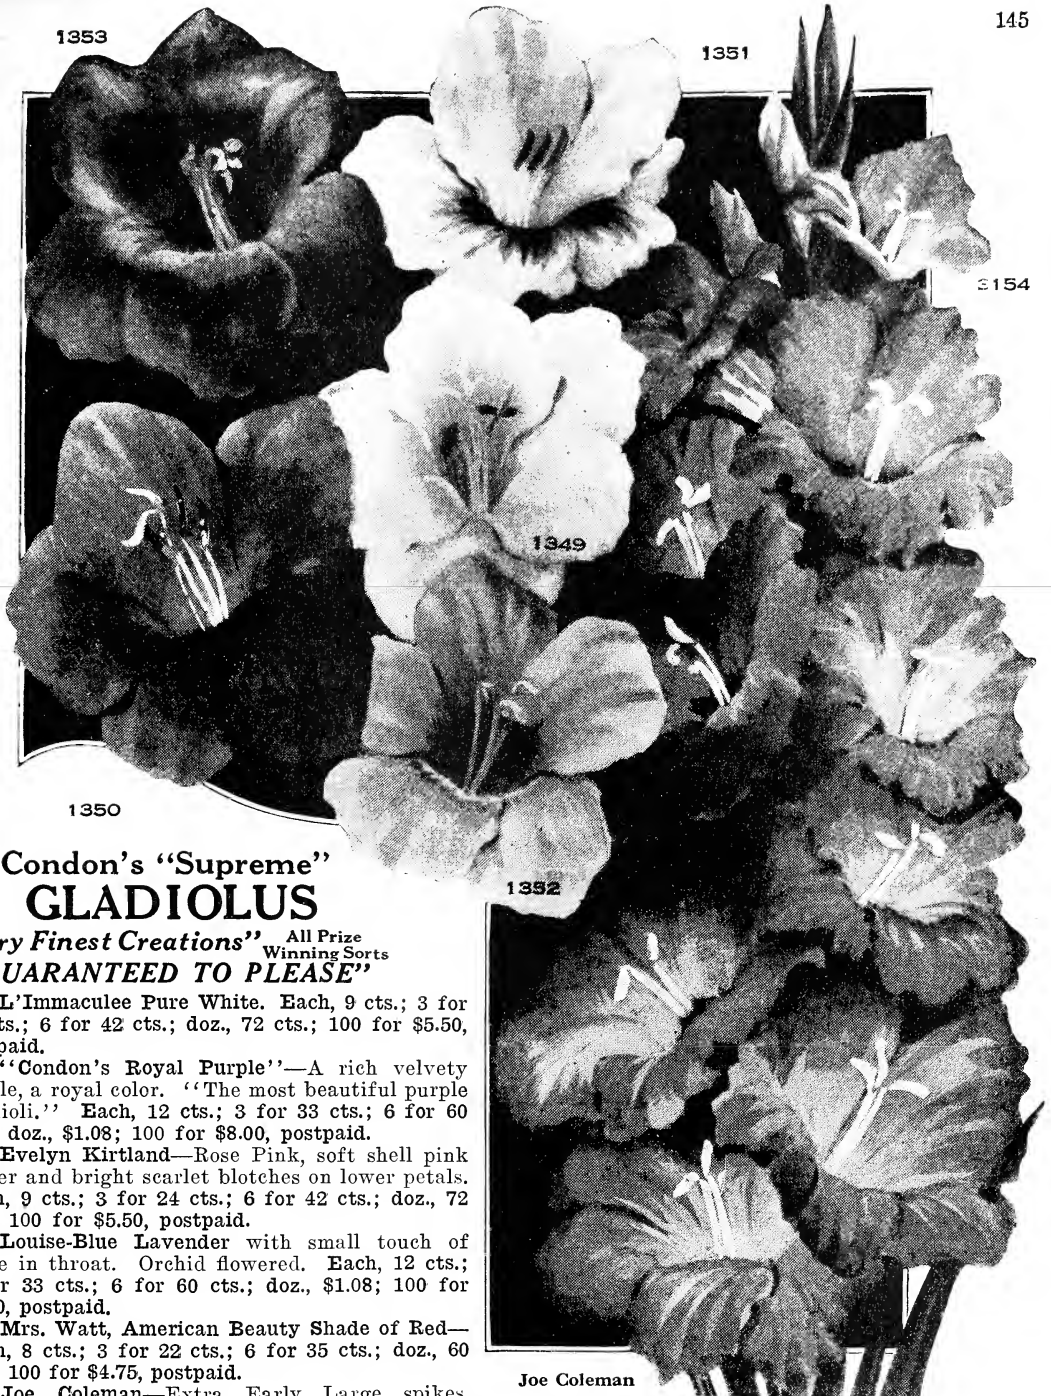 145
1353
1351
3154
1349
1350
1352
Condon's "Supreme"
GLADIOLUS
ry Finest Creations" All Prize
Winning Sorts
UARANTEED TO PLEASE"
L'Immaculee Pure White. Each, 9 cts.; 3 for
ts.; 6 for 42 cts.; doz., 72 cts.; 100 for $5.50,
paid.
"Condon's Royal Purple"—A rich velvety
le, a royal color. "The most beautiful purple
ioli." Each, 12 cts.; 3 for 33 cts.; 6 for 60
doz., $1.08; 100 for $8.00, postpaid.
Evelyn Kirtland—Rose Pink, soft shell pink
er and bright scarlet blotches on lower petals.
, 9 cts.; 3 for 24 cts.; 6 for 42 cts.; doz., 72
100 for $5.50, postpaid.
Louise-Blue Lavender with small touch of
e in throat. Orchid flowered. Each, 12 cts.;
r 33 cts.; 6 for 60 cts.; doz., $1.08; 100 for
, postpaid.
Mrs. Watt, American Beauty Shade of Red—
, 8 cts.; 3 for 22 cts.; 6 for 35 cts.; doz., 60
100 for $4.75, postpaid.
Joe Coleman—Extra Early Large spikes
Joe Coleman